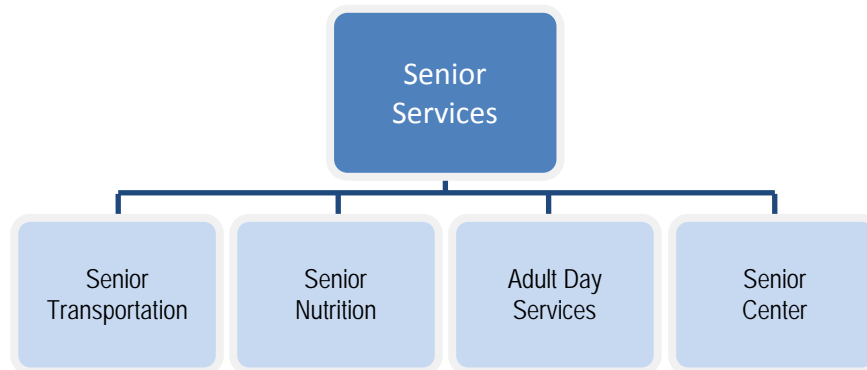 Senior
Services
Senior
Transportation
Senior
Nutrition
Adult Day
Services
Senior
Center